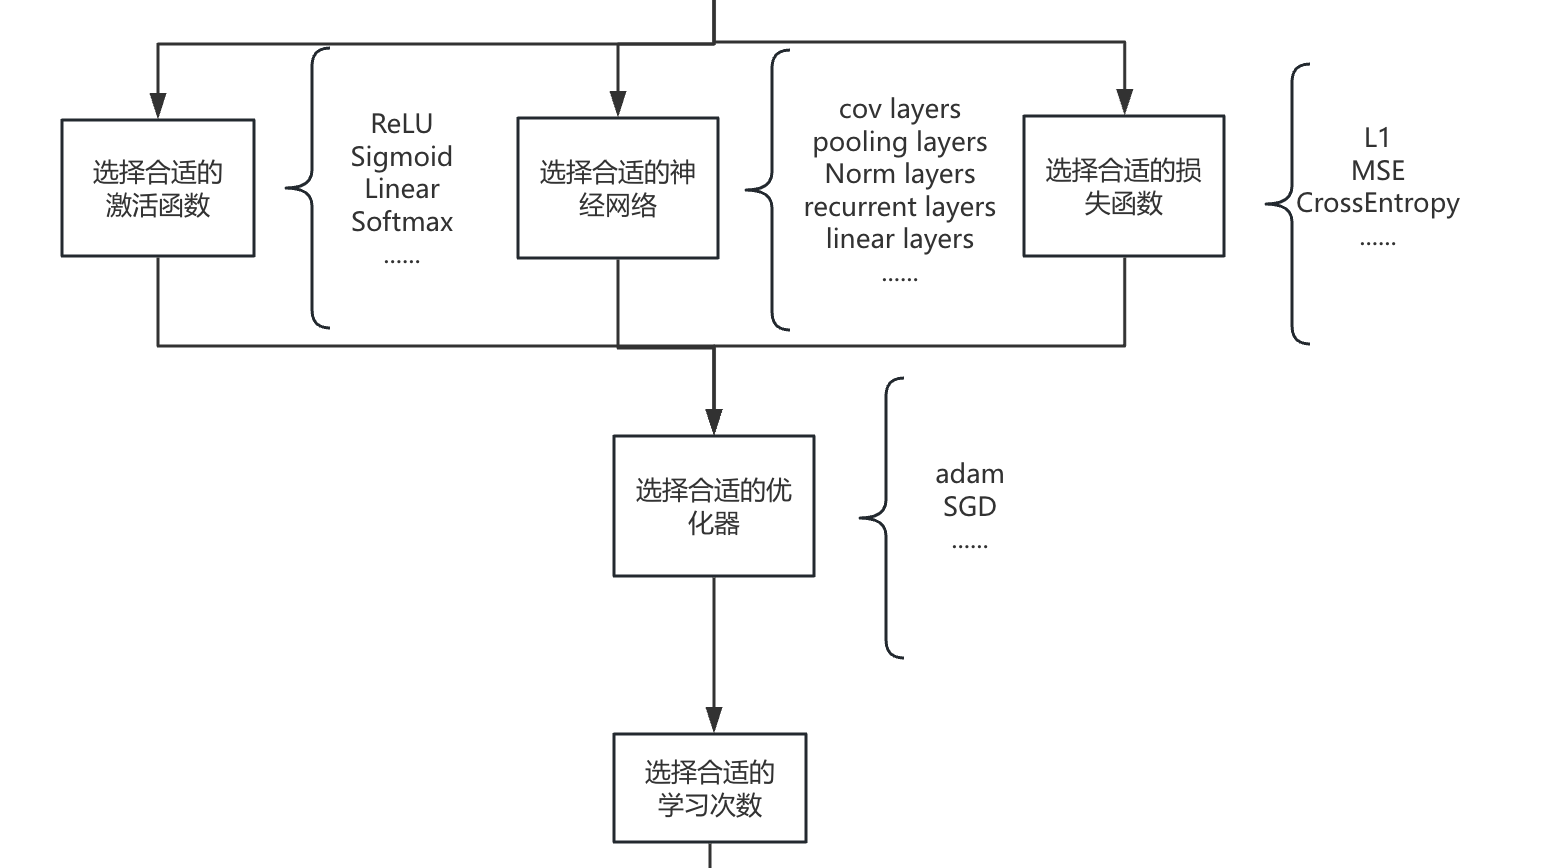 选择合适的
激活函数
ReLU
Sigmoid
Linear
Softmax
......
选择合适的神
经网络
cov layers
pooling layers
Norm layers
recurrent layers
linear layers
......
选择合适的损
失函数
L1
MSE
CrossEntropy
......
选择合适的优
化器
adam
SGD
......
选择合适的
学习次数